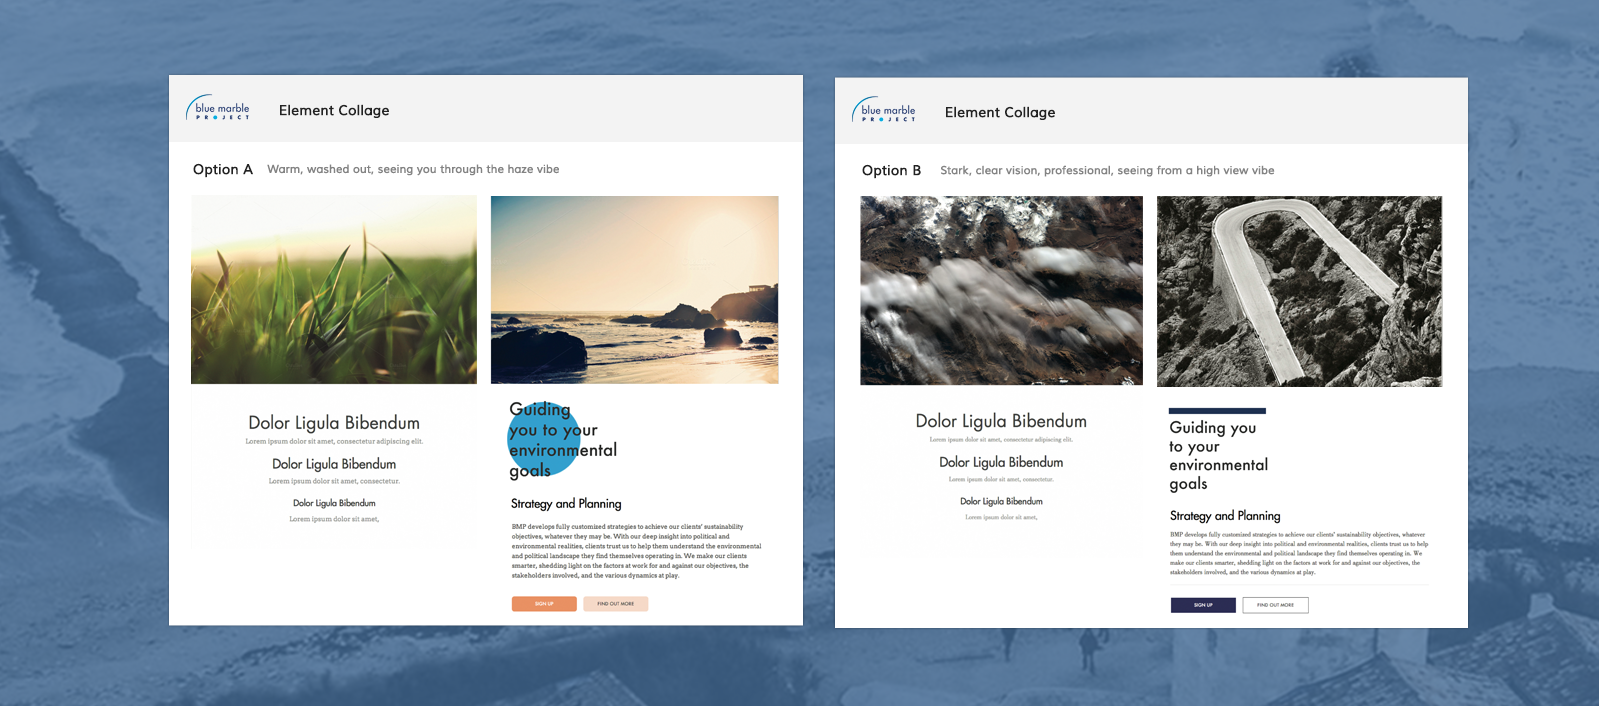 blue marble
PROJECT
Element Collage
Option A Warm, washed out, seeing you through the haze vibe
Dolor Ligula Bibendum
Lorem ipsum dolor sit amet, consectetur adipiscing elit.
Dolor Ligula Bibendum
Lorem ipsum dolor sit amet, consectetur.
Dolor Ligula Bibendum
Lorem ipsum dolor sit amet,
Guiding
you to your
environmental
goals
Strategy and Planning
BMP develops fully customized strategies to achieve our clients' sustainability
objectives, whatever they may be. With our deep insight into political and
environmental realities, clients trust us to help them understand the environmental
and political landscape they find themselves operating in. We make our clients
smarter, shedding light on the factors at work for and against our objectives, the
stakeholders involved, and the various dynamics at play.
SIGN UP FIND OUT MORE
blue marble
PROJECT
Element Collage
Option B Stark, clear vision, professional, seeing from a high view vibe
Dolor Ligula Bibendum
Lorem ipsum dolor sit amet, consectetur adipiscing elit.
Dolor Ligula Bibendum
Lorem ipsum dolor sit amet, consectetur.
Dolor Ligula Bibendum
Lorem ipsum dolor sit amet,
Guiding you
to your
environmental
goals
Strategy and Planning
BMP develops fully customized strategies to achieve our clients' sustainability objectives, whatever
they may be. With our deep insight into political and environmental realities, clients trust us to help
them understand the environmental and political landscape they find themselves operating in. We
make our clients smarter, shedding light on the factors at work for and against our objectives, the
stakeholders involved, and the various dynamics at play.
SIGN UP FIND OUT MORE